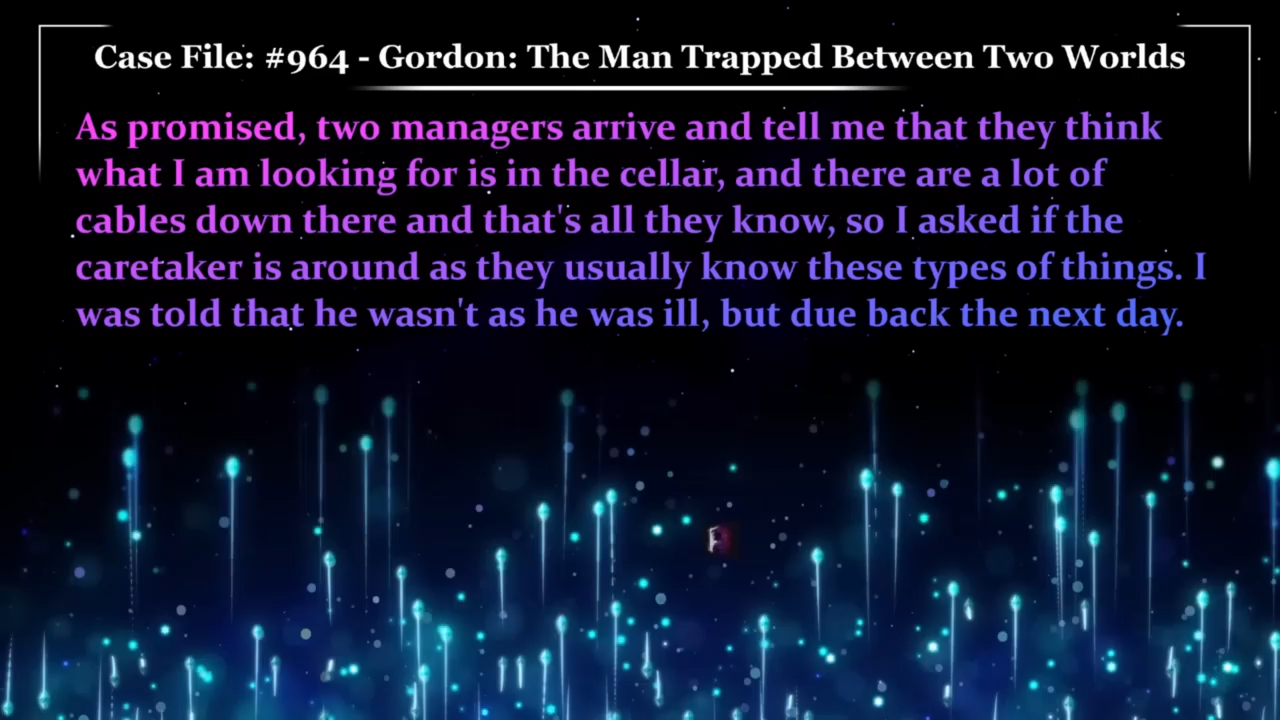 Case File: #964 - Gordon: The Man Trapped Between Two Worlds
As promised, two managers arrive and tell me that they think
what I am looking for is in the cellar, and there are a lot of
cables down there and that's all they know, so I asked if the
caretaker is around as they usually know these types of things. I
was told that he wasn't as he was ill, but due back the next day.